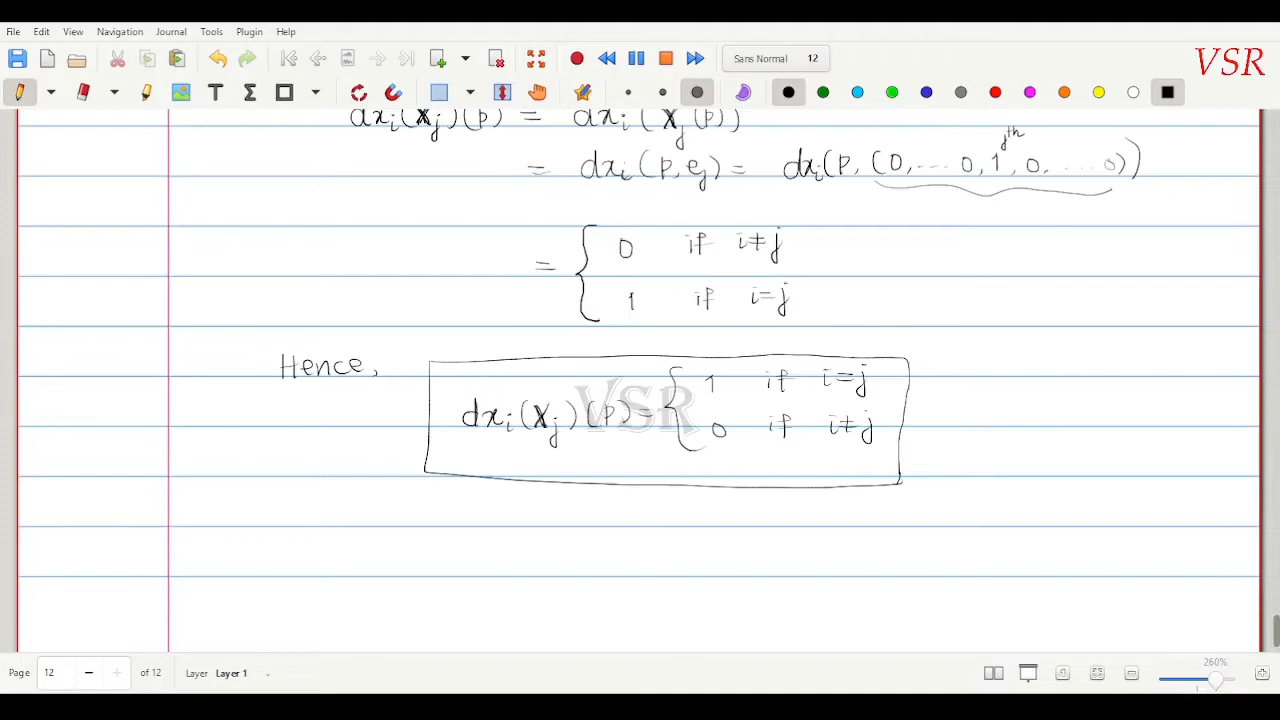 File Edit View Navigation Journal Tools Plugin Help
Sans Normal 12
VSR
dxᵢ(Xⱼ)(p) = dxᵢ(Xⱼ(p))
= dxᵢ(p, eⱼ) = dxᵢ(p, (0, ... 0, 1, 0, ... 0))
jth
= { 0 if i≠j
1 if i=j
Hence,
dxᵢ(Xⱼ)(p) = { 1 if i=j
0 if i≠j
VSR
Page 12 of 12 Layer Layer 1 260%